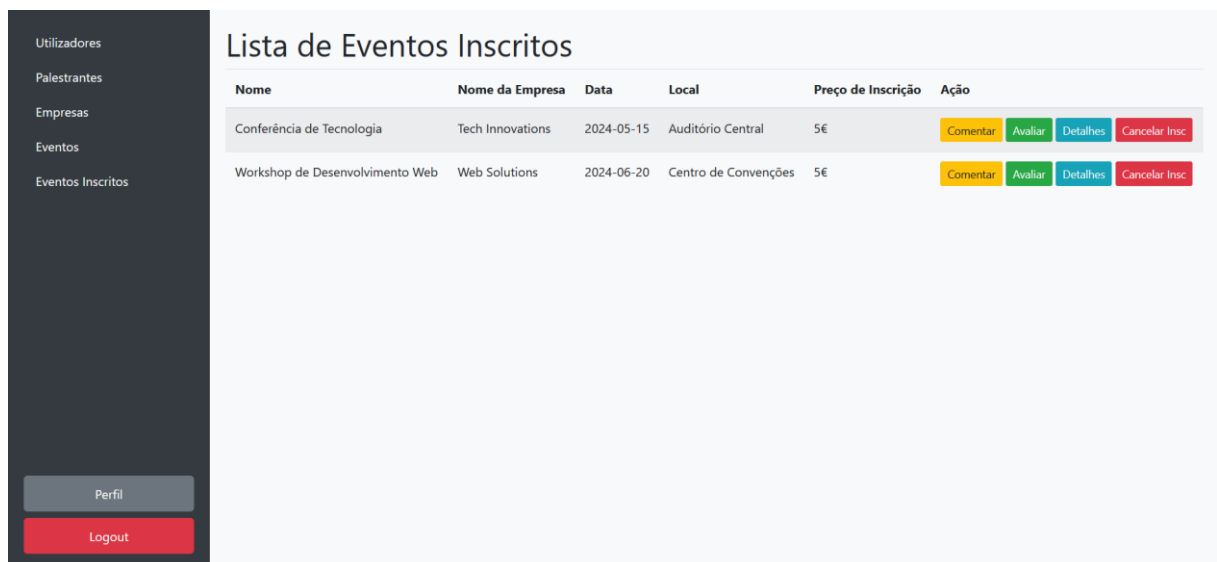 Utilizadores
Palestrantes
Empresas
Eventos
Eventos Inscritos
Perfil
Logout
Lista de Eventos Inscritos
Nome Nome da Empresa Data Local Preço de Inscrição Ação
Conferência de Tecnologia Tech Innovations 2024-05-15 Auditório Central 5€ Comentar Avaliar Detalhes Cancelar Insc
Workshop de Desenvolvimento Web Web Solutions 2024-06-20 Centro de Convenções 5€ Comentar Avaliar Detalhes Cancelar Insc